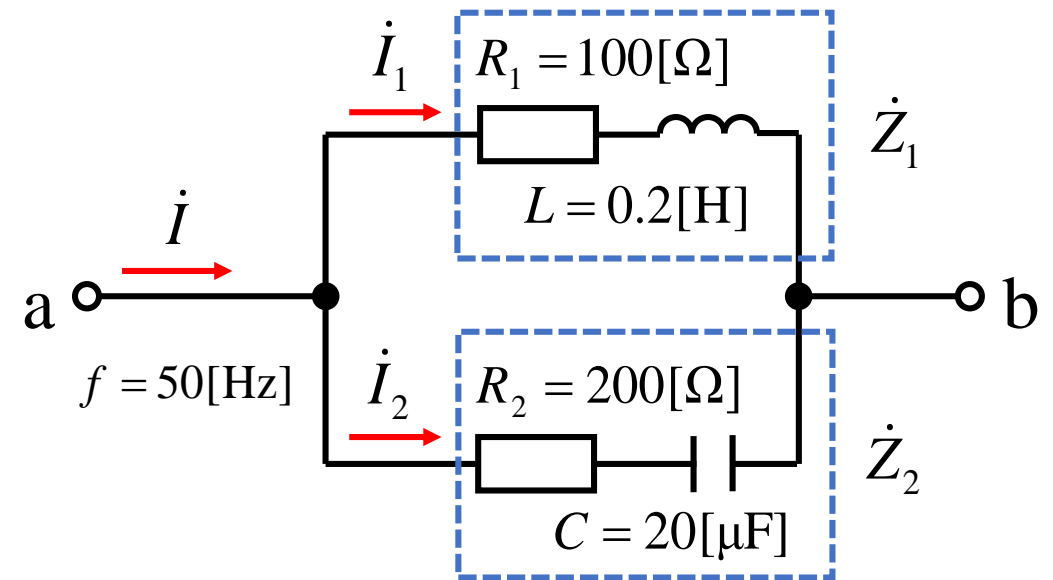 İ₁
R₁ = 100[Ω]
Ż₁
L = 0.2[H]
İ
a
b
f = 50[Hz]
İ₂
R₂ = 200[Ω]
Ż₂
C = 20[μF]